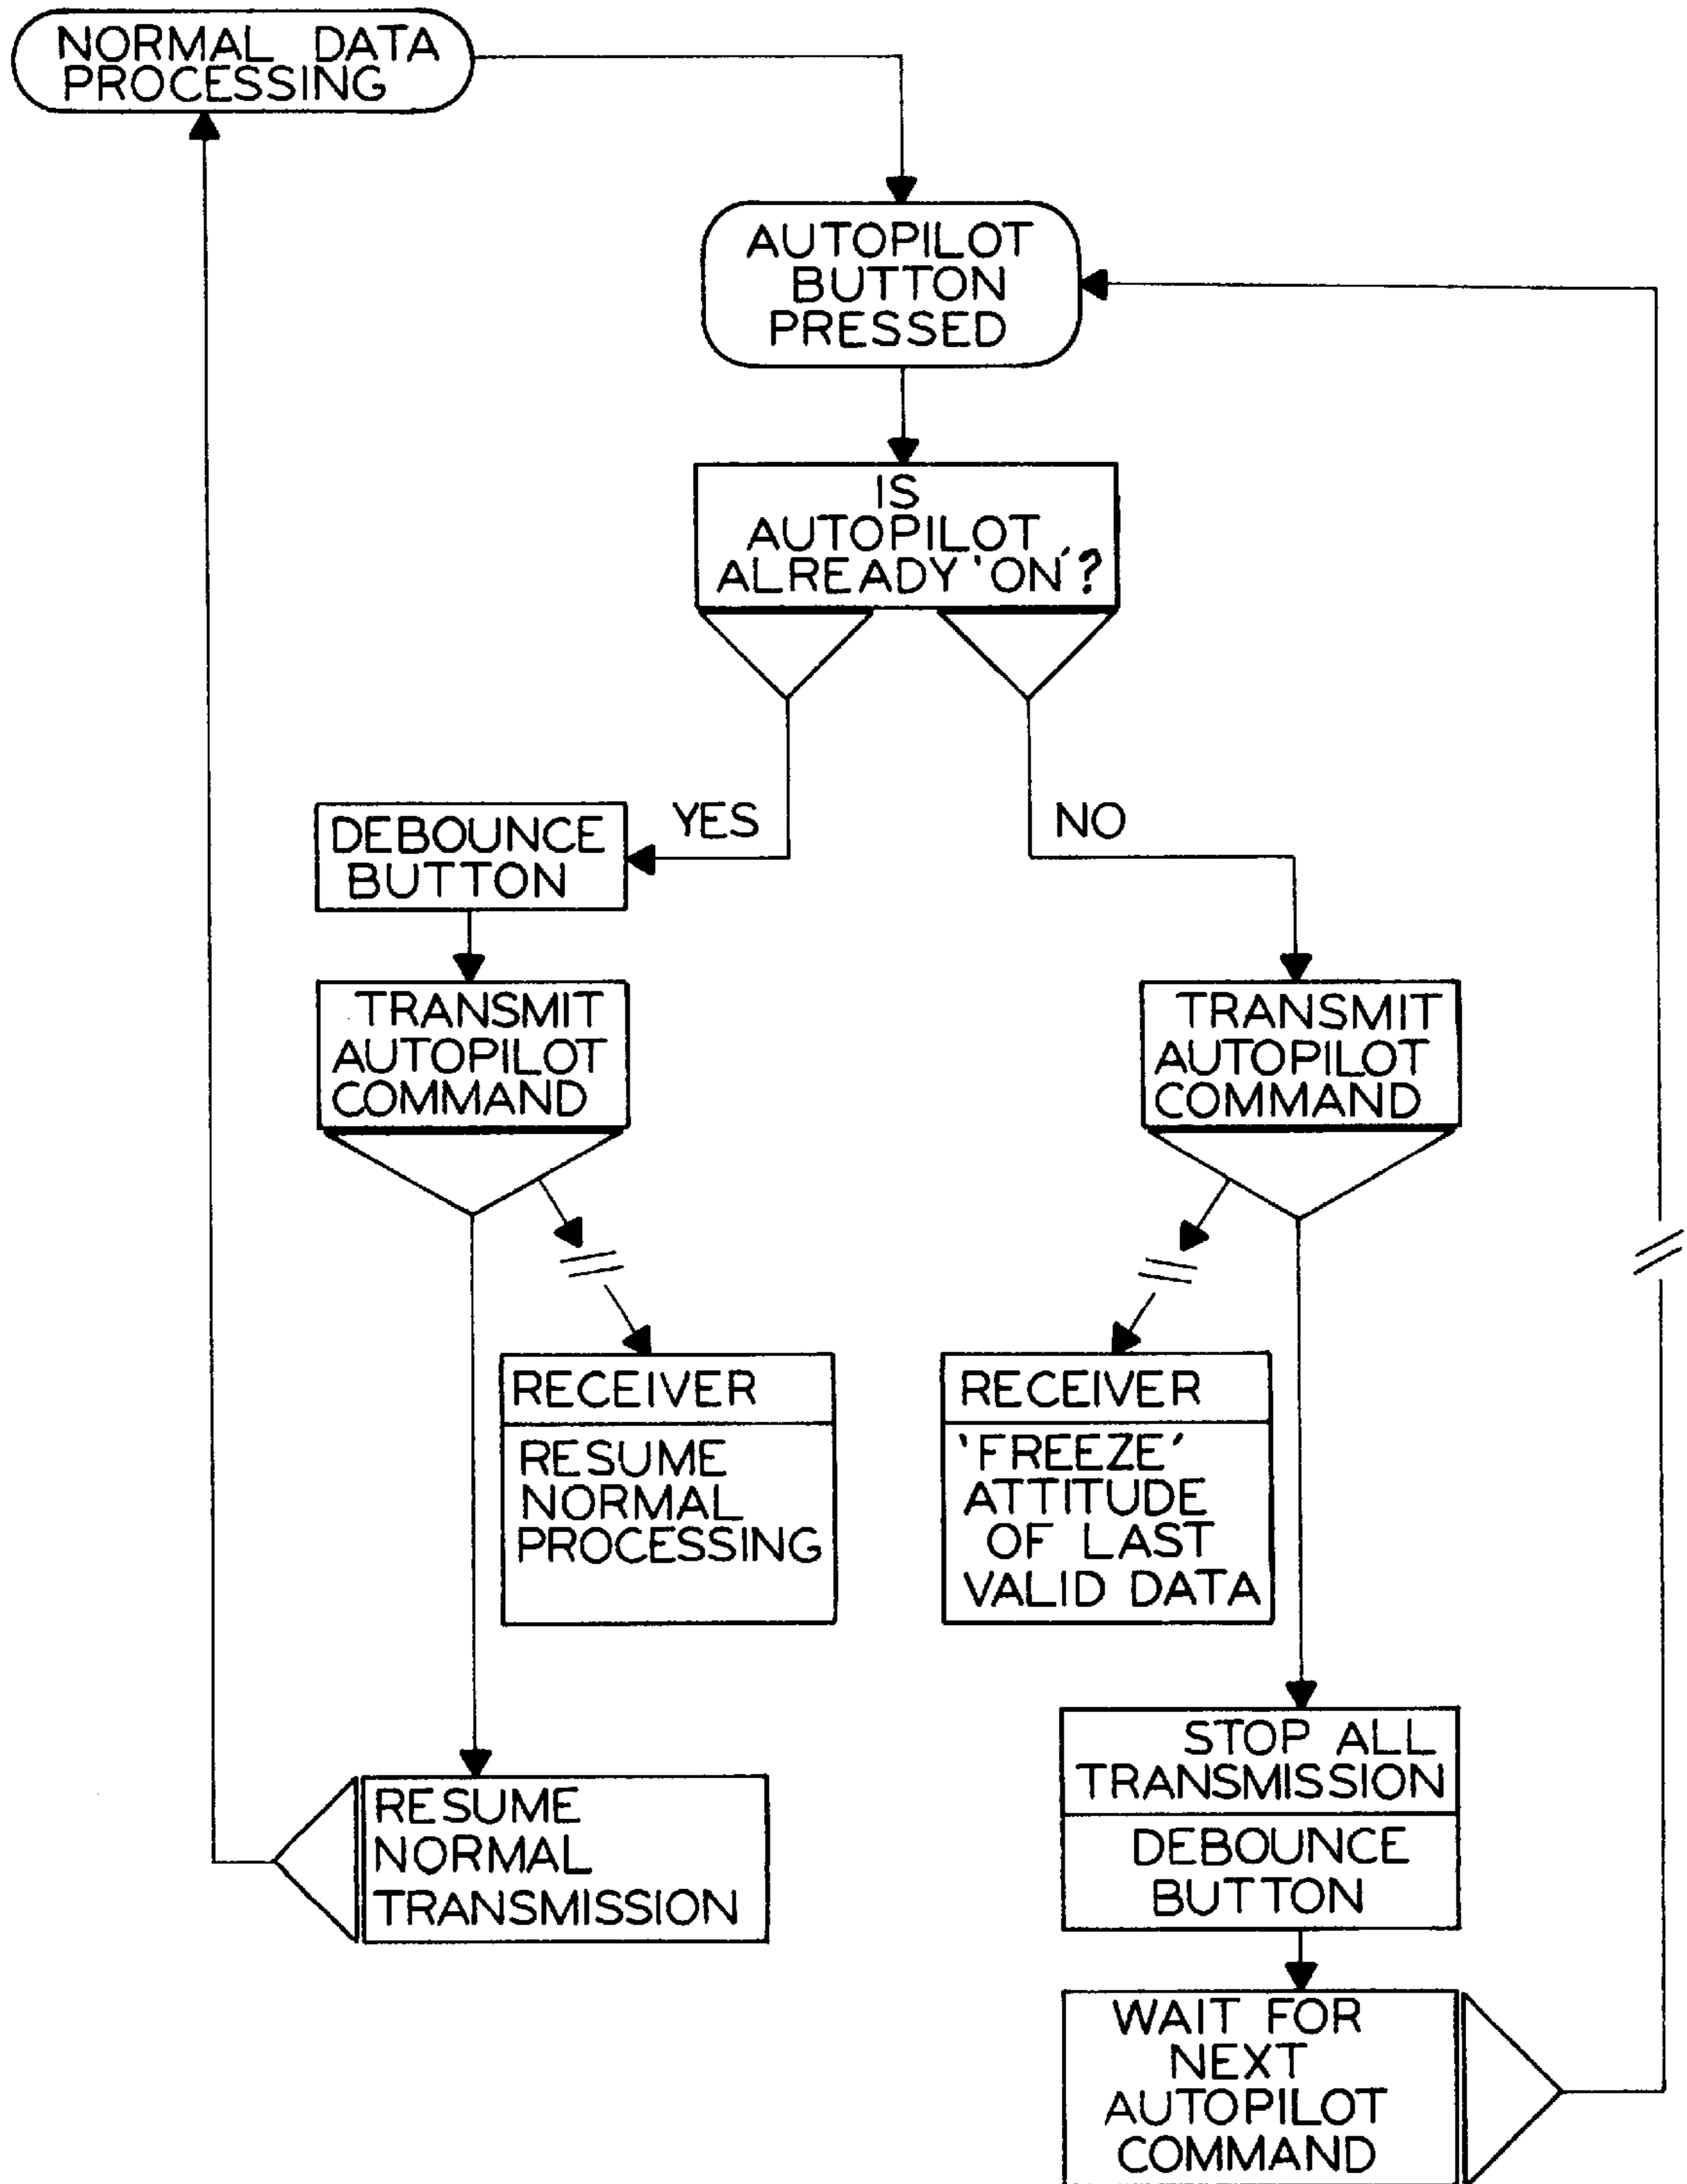 NORMAL DATA
PROCESSING
AUTOPILOT
BUTTON
PRESSED
IS
AUTOPILOT
ALREADY 'ON'?
YES
NO
DEBOUNCE
BUTTON
TRANSMIT
AUTOPILOT
COMMAND
TRANSMIT
AUTOPILOT
COMMAND
RECEIVER
RESUME
NORMAL
PROCESSING
RECEIVER
'FREEZE'
ATTITUDE
OF LAST
VALID DATA
RESUME
NORMAL
TRANSMISSION
STOP ALL
TRANSMISSION
DEBOUNCE
BUTTON
WAIT FOR
NEXT
AUTOPILOT
COMMAND